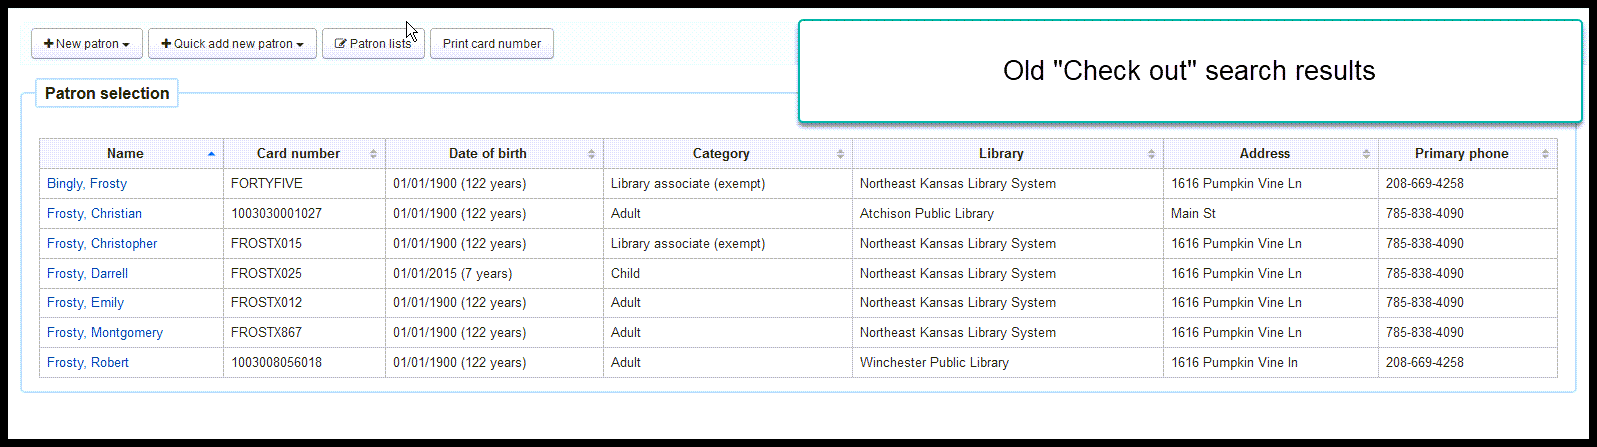 New patron Quick add new patron Patron lists Print card number
Old "Check out" search results
Patron selection
Name Card number Date of birth Category Library Address Primary phone
Bingly, Frosty FORTYFIVE 01/01/1900 (122 years) Library associate (exempt) Northeast Kansas Library System 1616 Pumpkin Vine Ln 208-669-4258
Frosty, Christian 1003030001027 01/01/1900 (122 years) Adult Atchison Public Library Main St 785-838-4090
Frosty, Christopher FROSTX015 01/01/1900 (122 years) Library associate (exempt) Northeast Kansas Library System 1616 Pumpkin Vine Ln 785-838-4090
Frosty, Darrell FROSTX025 01/01/2015 (7 years) Child Northeast Kansas Library System 1616 Pumpkin Vine Ln 785-838-4090
Frosty, Emily FROSTX012 01/01/1900 (122 years) Adult Northeast Kansas Library System 1616 Pumpkin Vine Ln 785-838-4090
Frosty, Montgomery FROSTX867 01/01/1900 (122 years) Adult Northeast Kansas Library System 1616 Pumpkin Vine Ln 785-838-4090
Frosty, Robert 1003008056018 01/01/1900 (122 years) Adult Winchester Public Library 1616 Pumpkin Vine ln 208-669-4258